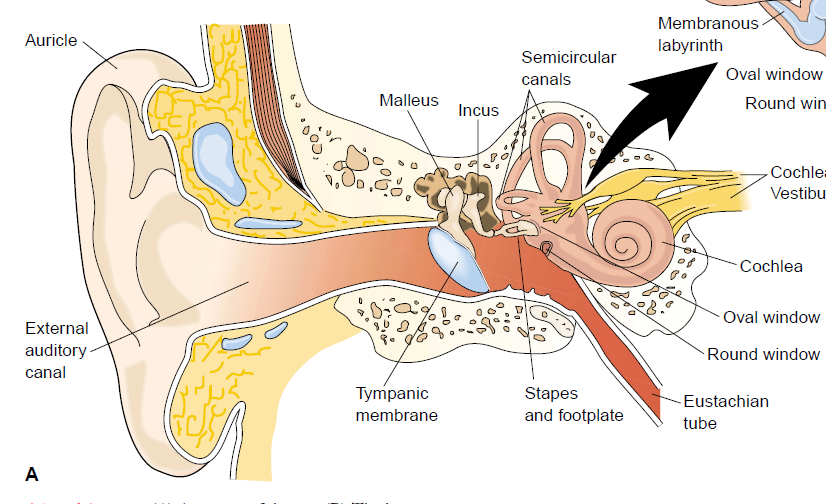 Membranous
labyrinth
Auricle
Semicircular
canals
Oval window
Malleus
Incus
Round
Cochlea
Oval window
External
auditory
canal
Round window
Tympanic
membrane
Stapes
and footplate
Eustachian
tube
A